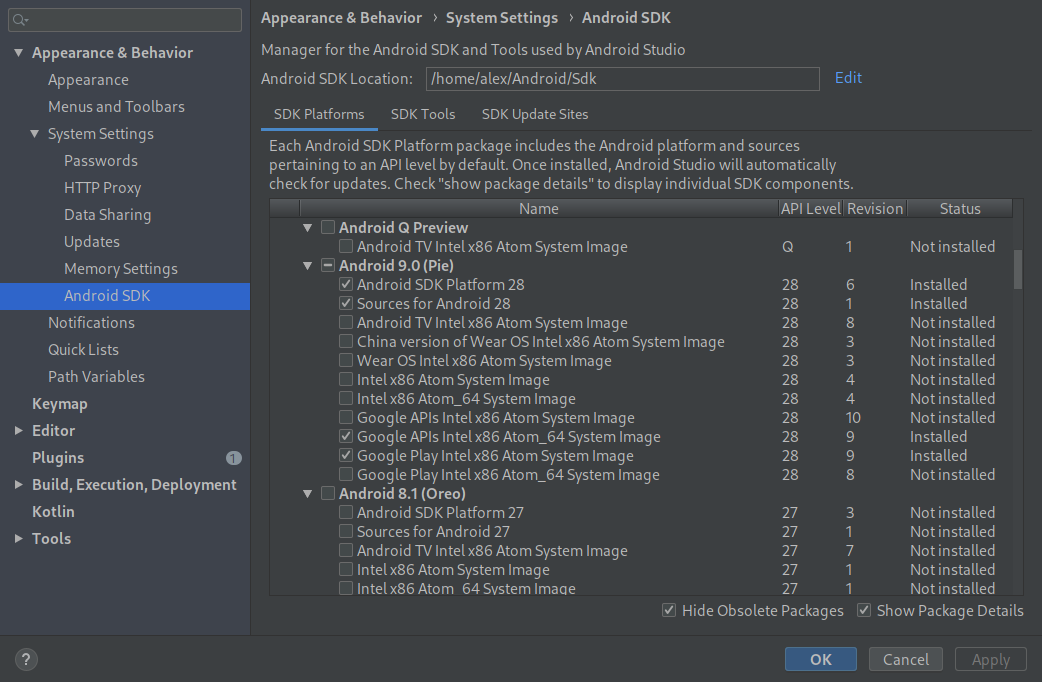 Appearance & Behavior › System Settings › Android SDK
Manager for the Android SDK and Tools used by Android Studio
Android SDK Location: /home/alex/Android/Sdk Edit
Appearance & Behavior
Appearance
Menus and Toolbars
System Settings
Passwords
HTTP Proxy
Data Sharing
Updates
Memory Settings
Android SDK
Notifications
Quick Lists
Path Variables
Keymap
Editor
Plugins 1
Build, Execution, Deployment
Kotlin
Tools
SDK Platforms SDK Tools SDK Update Sites
Each Android SDK Platform package includes the Android platform and sources
pertaining to an API level by default. Once installed, Android Studio will automatically
check for updates. Check "show package details" to display individual SDK components.
Name API Level Revision Status
Android Q Preview
Android TV Intel x86 Atom System Image Q 1 Not installed
Android 9.0 (Pie)
Android SDK Platform 28 28 6 Installed
Sources for Android 28 28 1 Installed
Android TV Intel x86 Atom System Image 28 8 Not installed
China version of Wear OS Intel x86 Atom System Image 28 3 Not installed
Wear OS Intel x86 Atom System Image 28 3 Not installed
Intel x86 Atom System Image 28 4 Not installed
Intel x86 Atom_64 System Image 28 4 Not installed
Google APIs Intel x86 Atom System Image 28 10 Not installed
Google APIs Intel x86 Atom_64 System Image 28 9 Installed
Google Play Intel x86 Atom System Image 28 9 Installed
Google Play Intel x86 Atom_64 System Image 28 8 Not installed
Android 8.1 (Oreo)
Android SDK Platform 27 27 3 Not installed
Sources for Android 27 27 1 Not installed
Android TV Intel x86 Atom System Image 27 7 Not installed
Intel x86 Atom System Image 27 1 Not installed
Intel x86 Atom_64 System Image 27 1 Not installed
Hide Obsolete Packages Show Package Details
? OK Cancel Apply